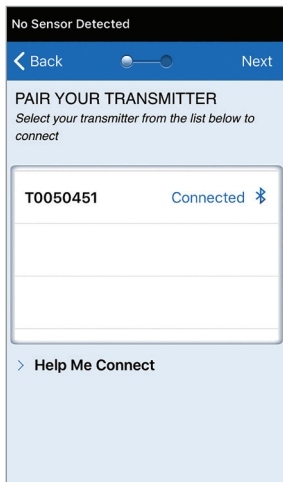 No Sensor Detected
Back Next
PAIR YOUR TRANSMITTER
Select your transmitter from the list below to
connect
T0050451 Connected
Help Me Connect